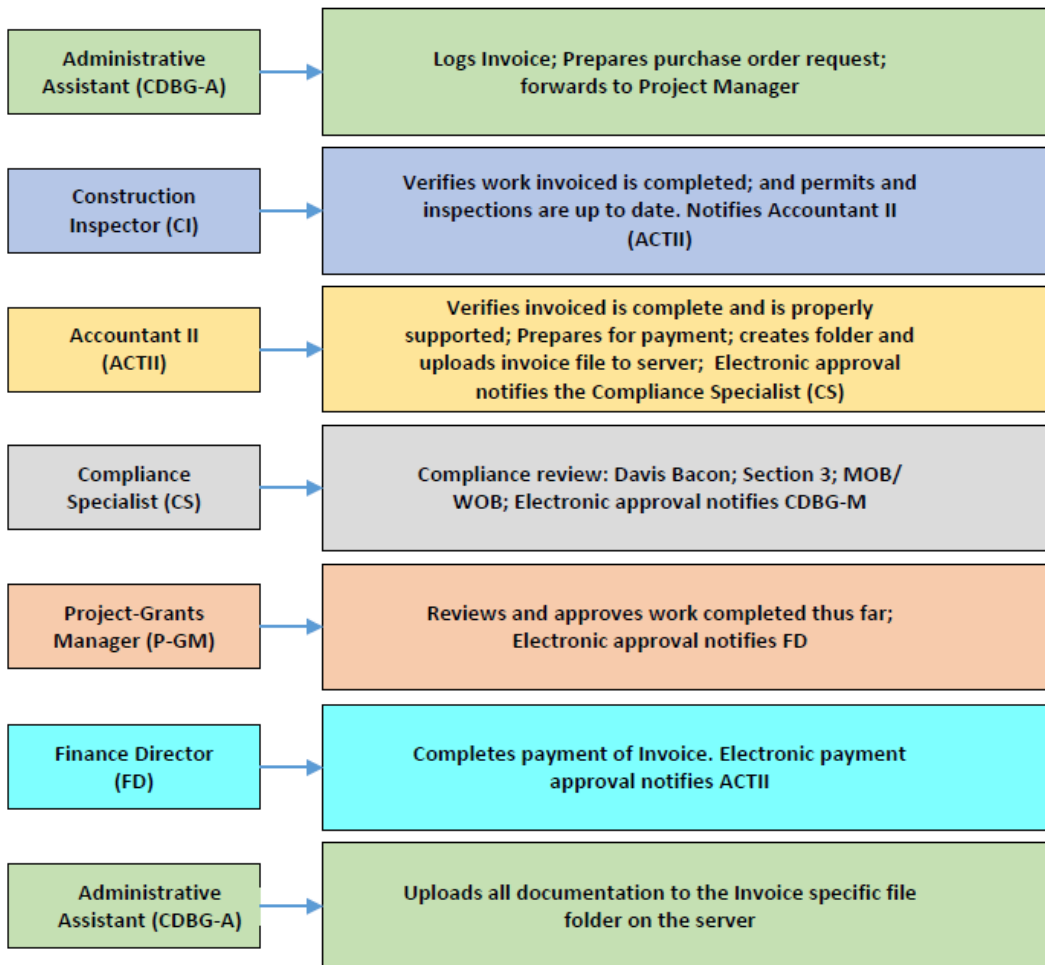 Administrative
Assistant (CDBG-A)
Logs Invoice; Prepares purchase order request;
forwards to Project Manager
Construction
Inspector (CI)
Verifies work invoiced is completed; and permits and
inspections are up to date. Notifies Accountant II
(ACTII)
Accountant II
(ACTII)
Verifies invoiced is complete and is properly
supported; Prepares for payment; creates folder and
uploads invoice file to server; Electronic approval
notifies the Compliance Specialist (CS)
Compliance
Specialist (CS)
Compliance review: Davis Bacon; Section 3; MOB/
WOB; Electronic approval notifies CDBG-M
Project-Grants
Manager (P-GM)
Reviews and approves work completed thus far;
Electronic approval notifies FD
Finance Director
(FD)
Completes payment of Invoice. Electronic payment
approval notifies ACTII
Administrative
Assistant (CDBG-A)
Uploads all documentation to the Invoice specific file
folder on the server